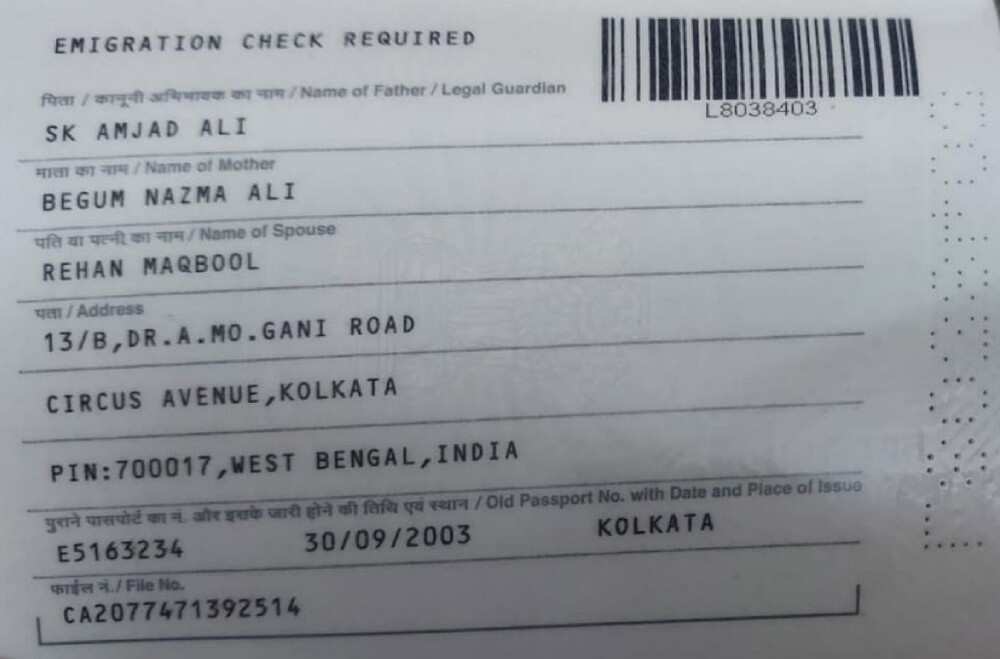 EMIGRATION CHECK REQUIRED
L8038403
पिता / कानूनी अभिभावक का नाम / Name of Father / Legal Guardian
SK AMJAD ALI
माता का नाम / Name of Mother
BEGUM NAZMA ALI
पति या पत्नी का नाम / Name of Spouse
REHAN MAQBOOL
पता / Address
13/B,DR.A.MO.GANI ROAD
CIRCUS AVENUE,KOLKATA
PIN:700017,WEST BENGAL,INDIA
पुराने पासपोर्ट का नं. और इसके जारी होने की तिथि एवं स्थान / Old Passport No. with Date and Place of Issue
E5163234 30/09/2003 KOLKATA
फाईल नं./ File No.
CA2077471392514